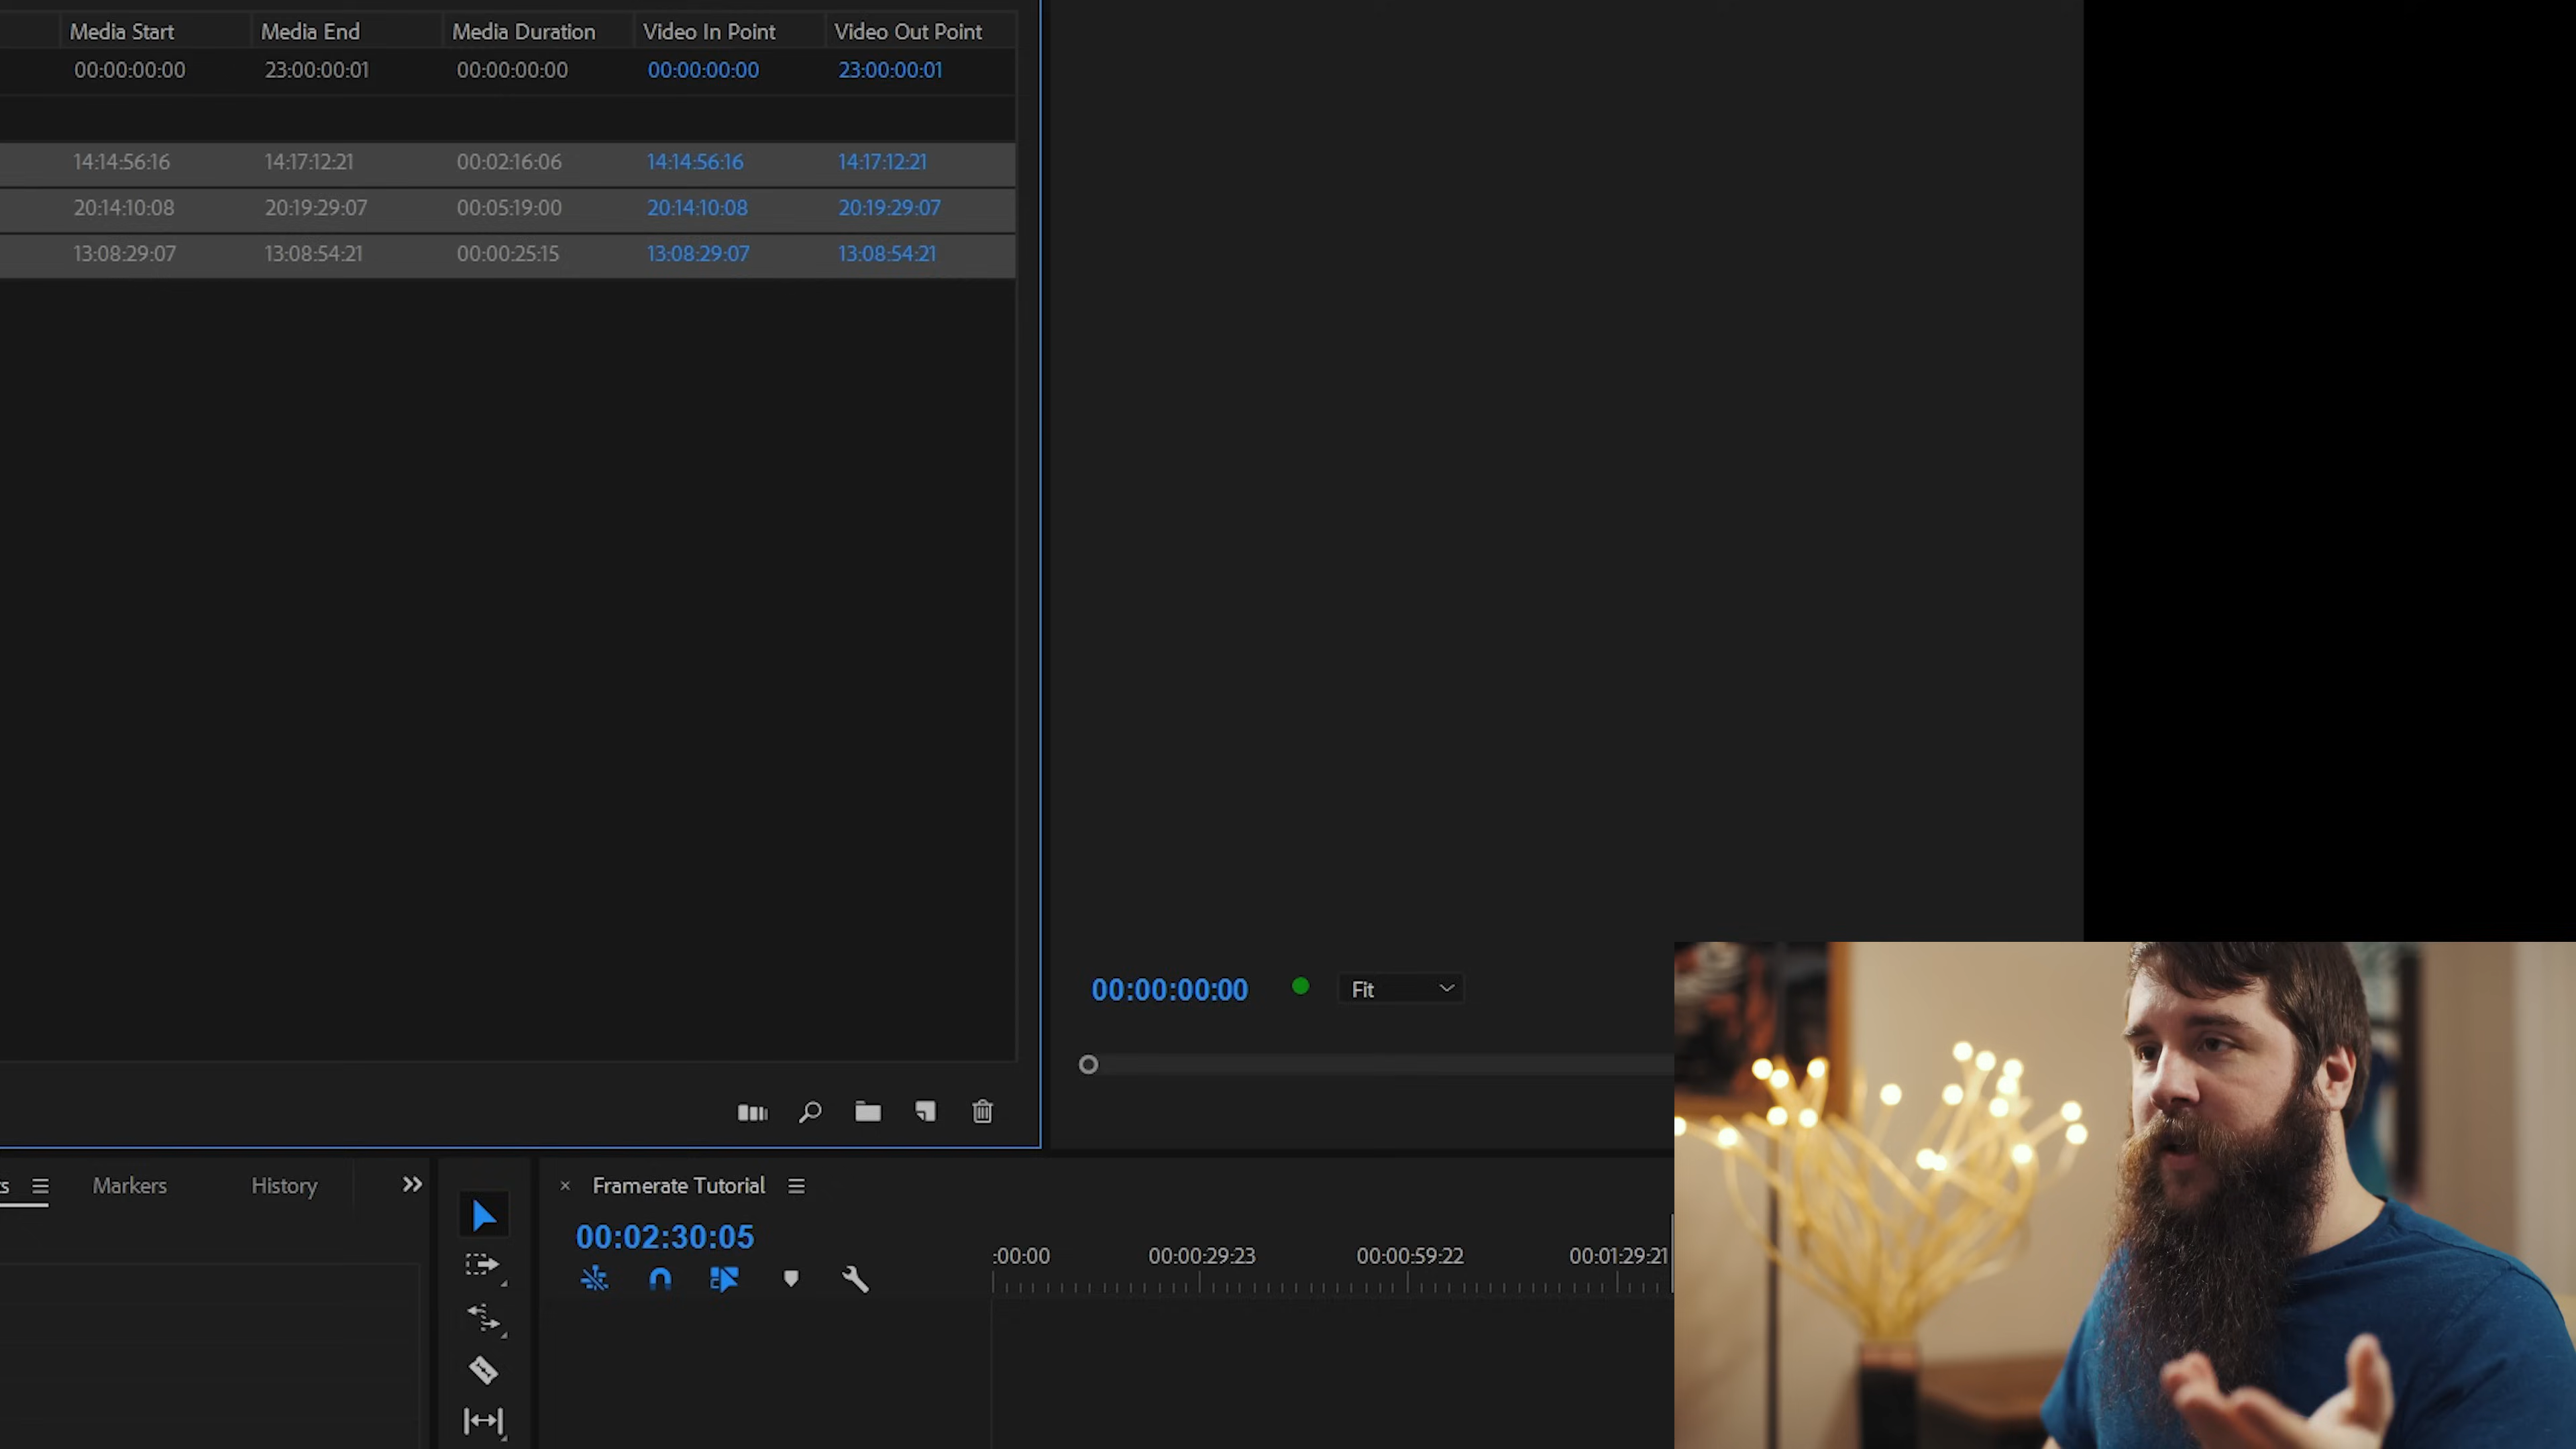 Media Start Media End Media Duration Video In Point Video Out Point
00:00:00:00 23:00:00:01 00:00:00:00 00:00:00:00 23:00:00:01
14:14:56:16 14:17:12:21 00:02:16:06 14:14:56:16 14:17:12:21
20:14:10:08 20:19:29:07 00:05:19:00 20:14:10:08 20:19:29:07
13:08:29:07 13:08:54:21 00:00:25:15 13:08:29:07 13:08:54:21
00:00:00:00 Fit
s Markers History
× Framerate Tutorial
00:02:30:05
:00:00 00:00:29:23 00:00:59:22 00:01:29:21